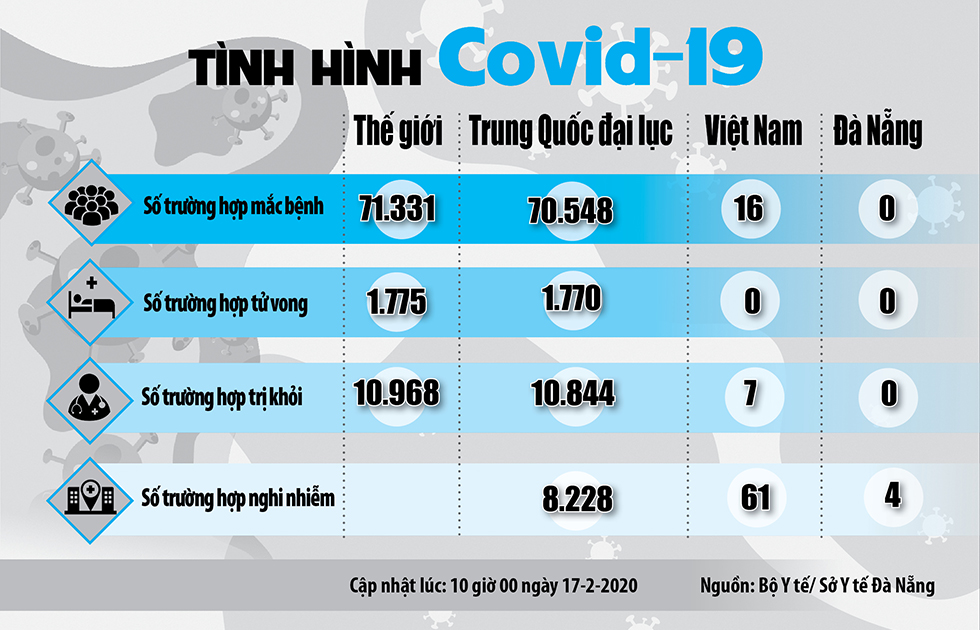 TÌNH HÌNH Covid-19
Thế giới Trung Quốc đại lục Việt Nam Đà Nẵng
Số trường hợp mắc bệnh 71.331 70.548 16 0
Số trường hợp tử vong 1.775 1.770 0 0
Số trường hợp trị khỏi 10.968 10.844 7 0
Số trường hợp nghi nhiễm 8.228 61 4
Cập nhật lúc: 10 giờ 00 ngày 17-2-2020 Nguồn: Bộ Y tế/ Sở Y tế Đà Nẵng